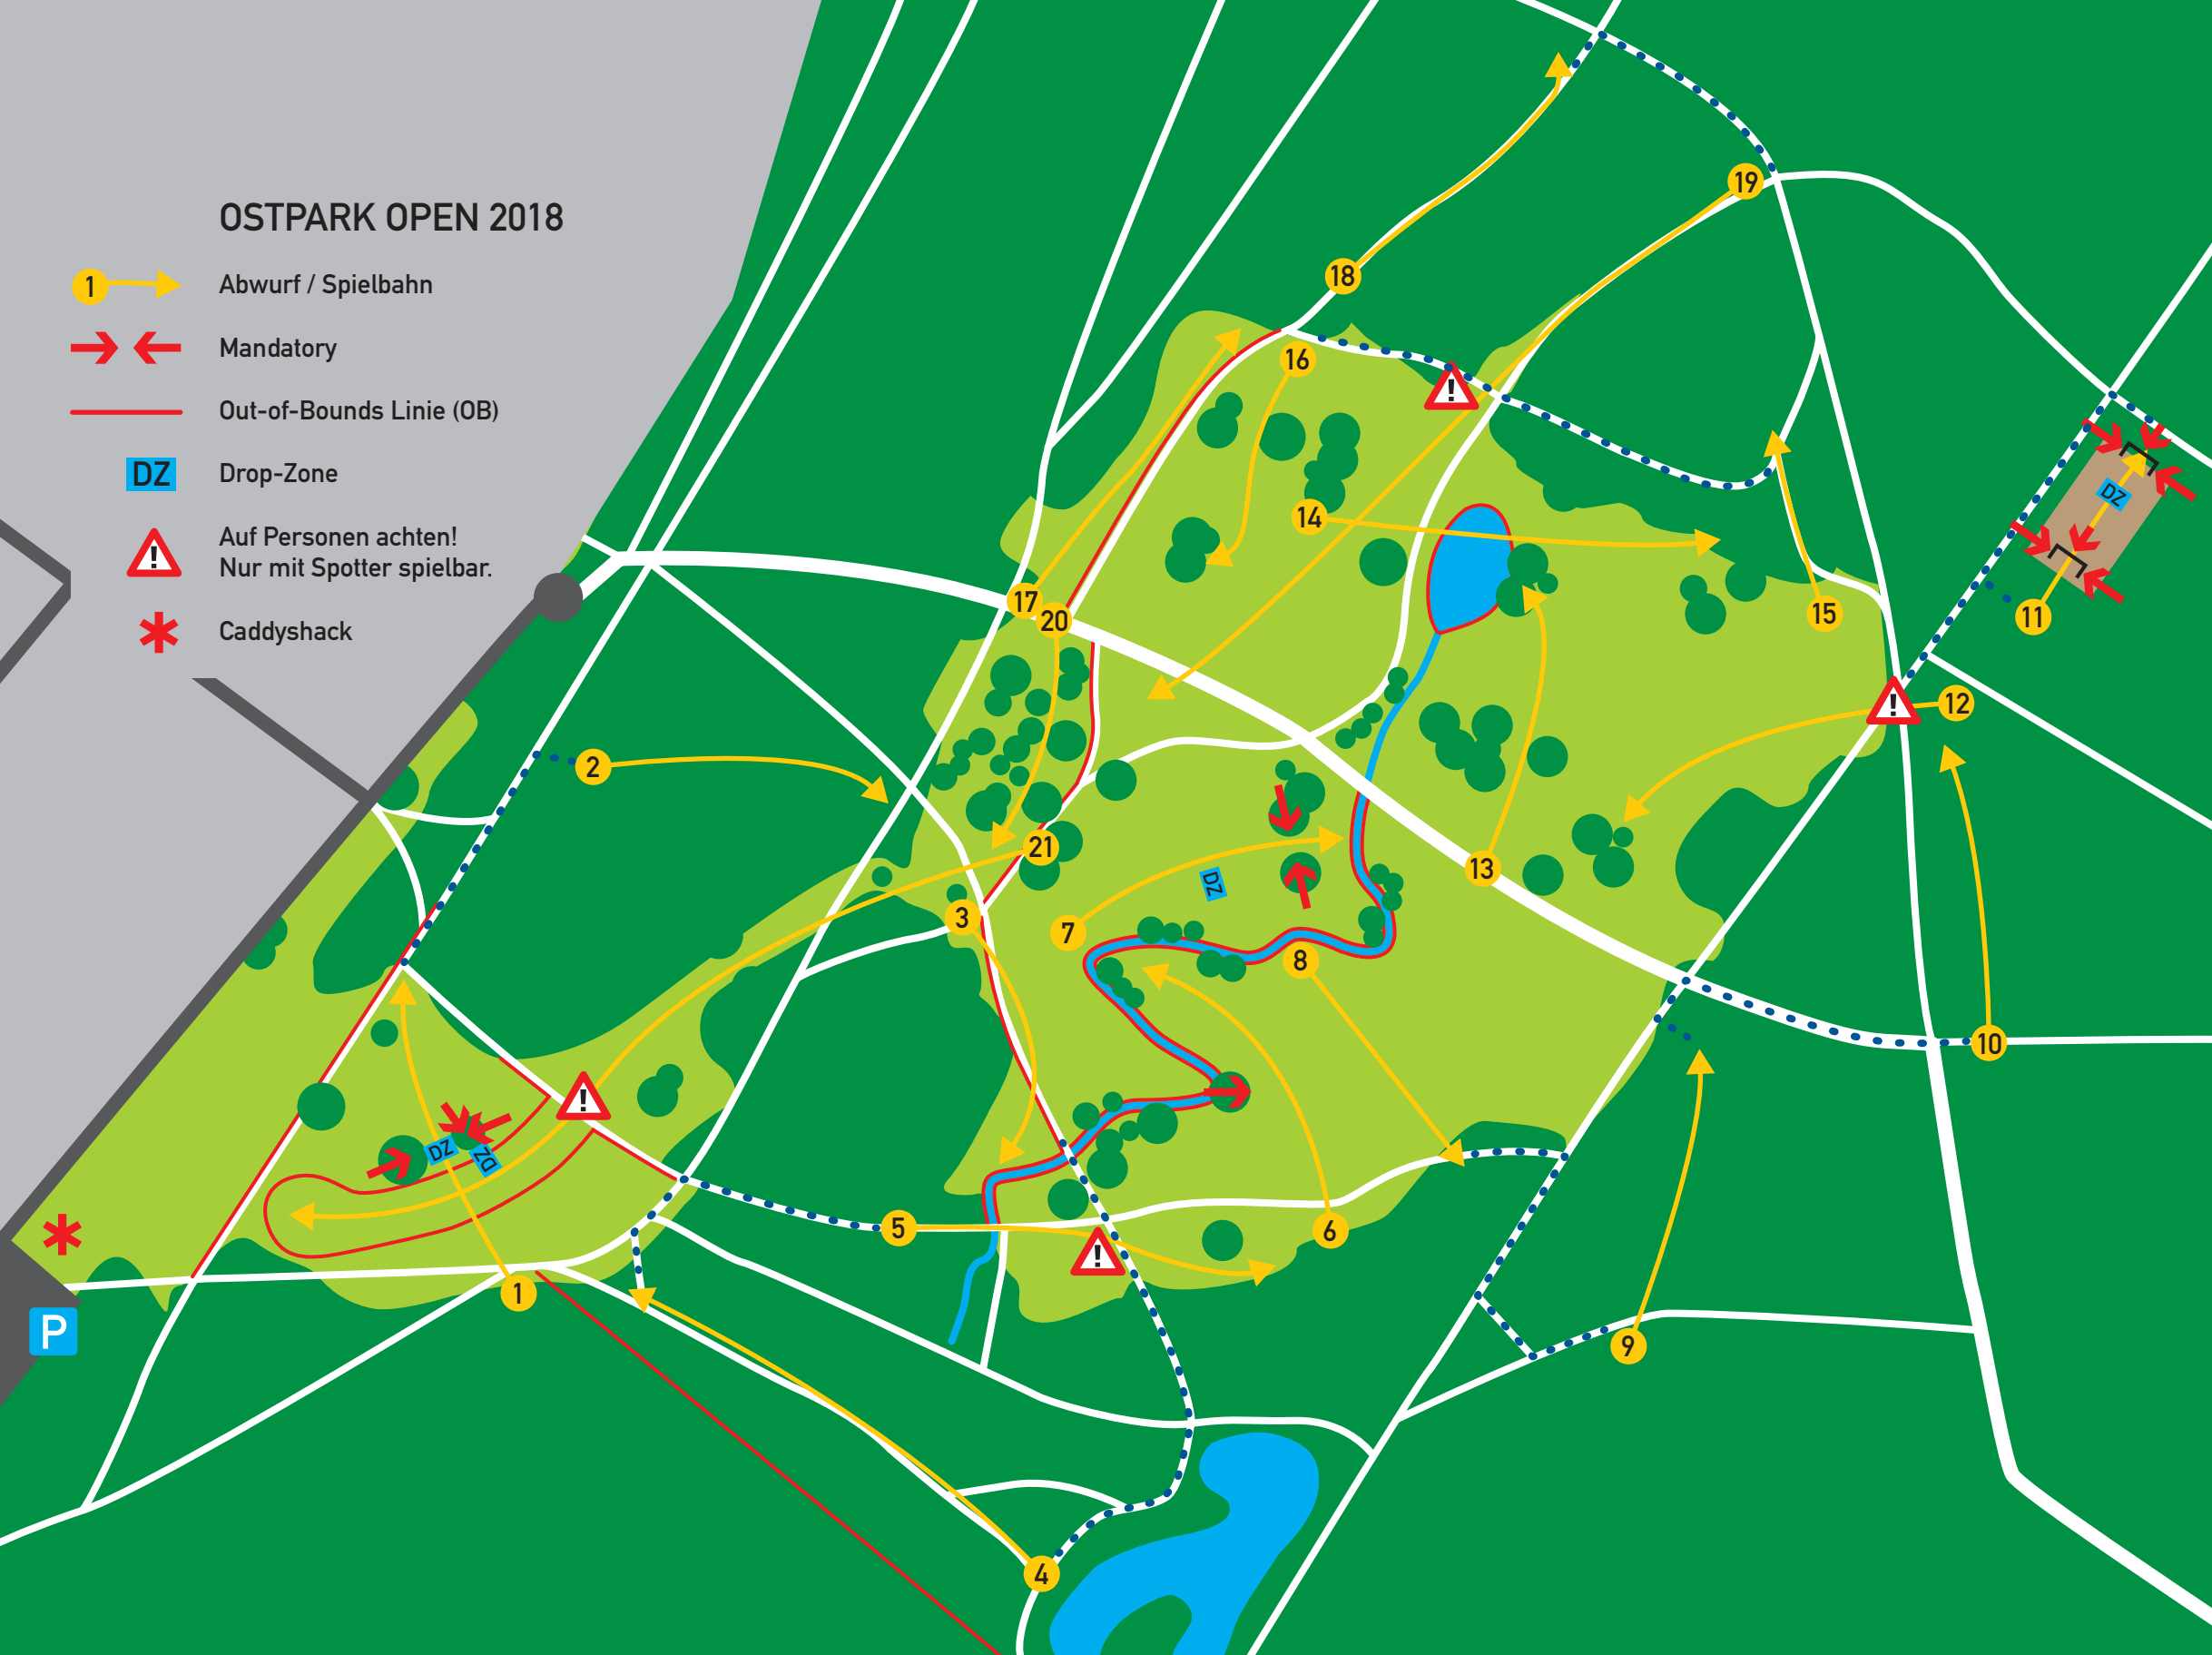 OSTPARK OPEN 2018
1
Abwurf / Spielbahn
Mandatory
Out-of-Bounds Linie (OB)
DZ
Drop-Zone
!
Auf Personen achten!
Nur mit Spotter spielbar.
Caddyshack
19
18
16
!
14
DZ
17
20
15
11
!
12
2
21
13
DZ
3
7
8
10
!
DZ
DZ
5
6
!
1
P
9
4